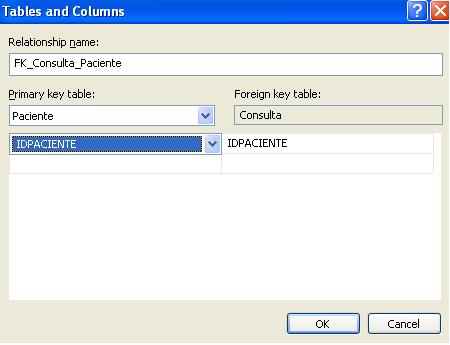 Tables and Columns
Relationship name:
FK_Consulta_Paciente
Primary key table:
Foreign key table:
Paciente
Consulta
IDPACIENTE
IDPACIENTE
OK
Cancel